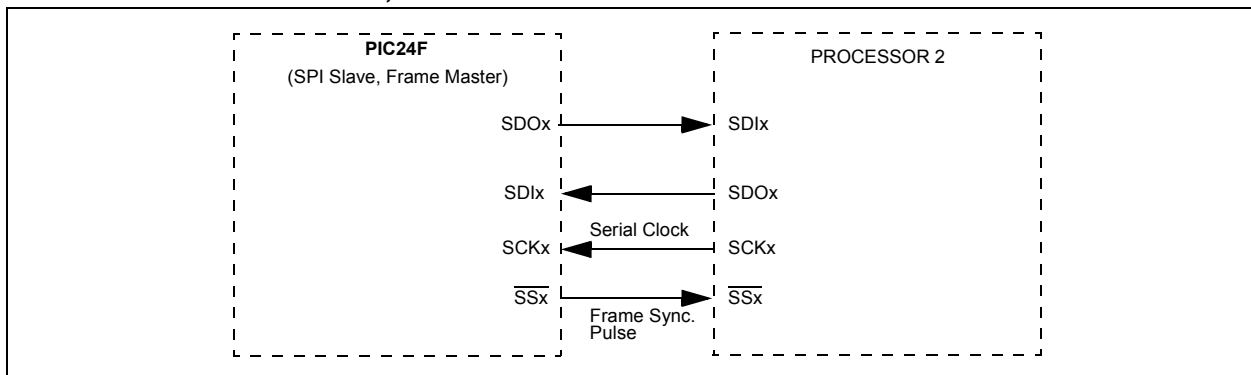 PIC24F
(SPI Slave, Frame Master)
PROCESSOR 2
SDOx
SDIx
SDIx
SDOx
Serial Clock
SCKx
SCKx
SSx
SSx
Frame Sync.
Pulse